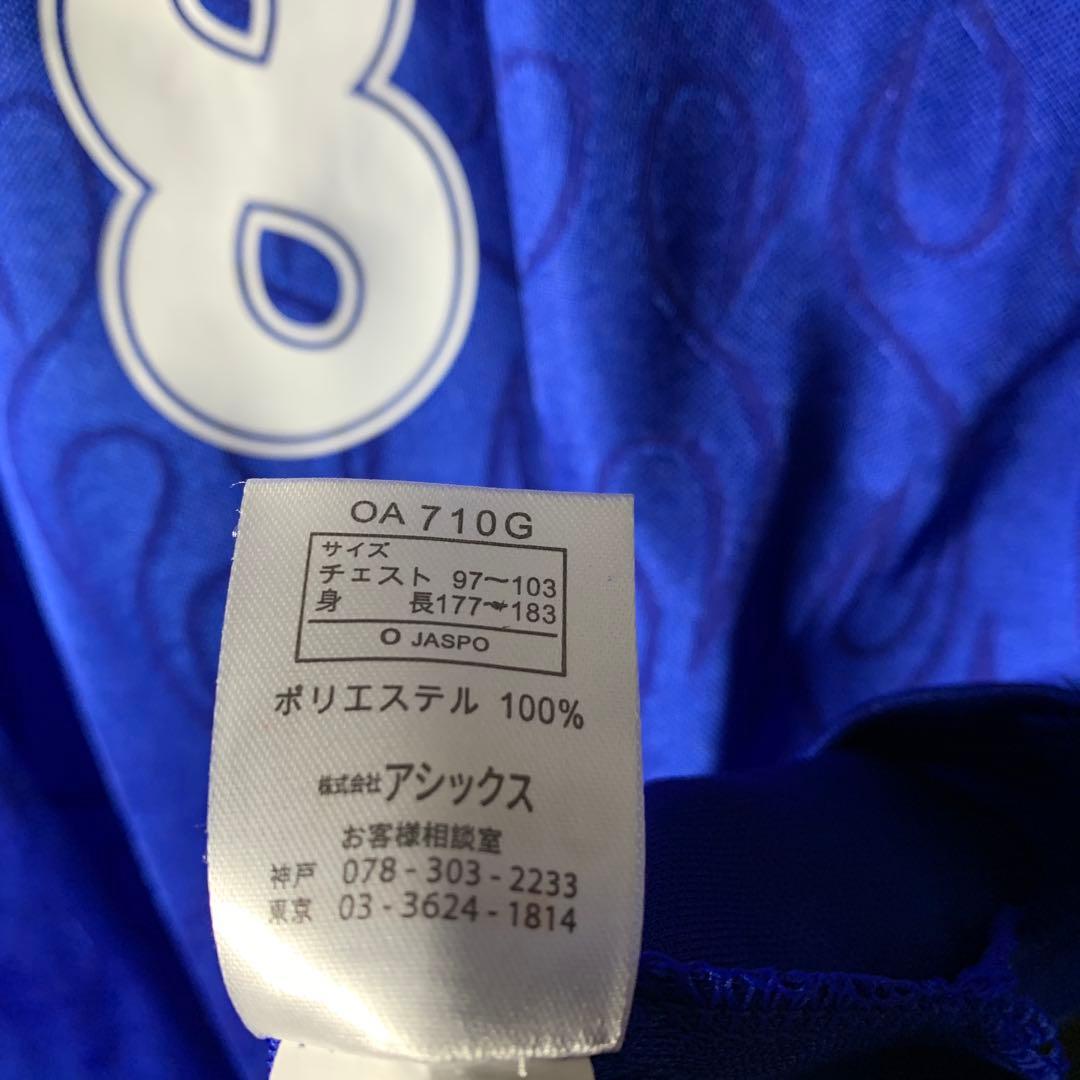 8
OA 710G
サイズ
チェスト 97〜103
身 長177〜183
O JASPO
ポリエステル 100%
株式会社アシックス
お客様相談室
神戸 078 - 303 - 2233
東京 03 - 3624 - 1814